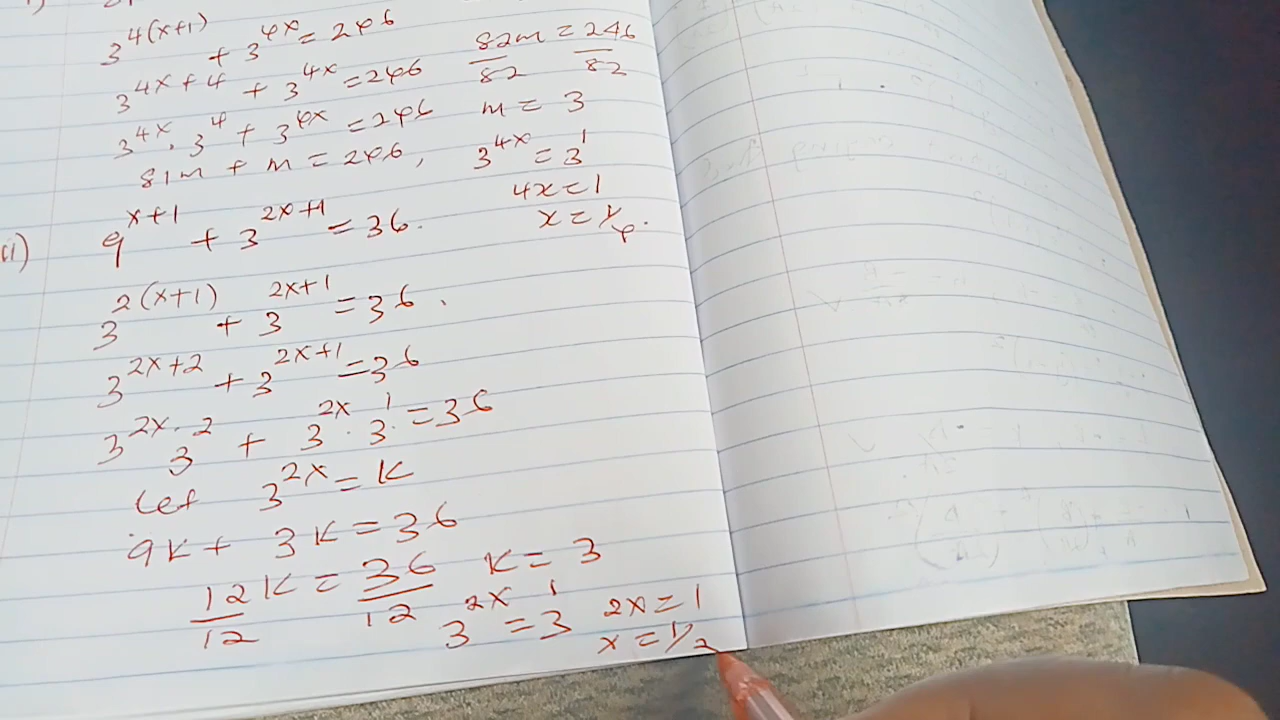 3^{4(x+1)} + 3^{4x} = 246
3^{4x+4} + 3^{4x} = 246
3^{4x} · 3^4 + 3^{4x} = 246
81m + m = 246,
82m/82 = 246/82
m = 3
3^{4x} = 3^1
4x = 1
x = 1/4.
9^{x+1} + 3^{2x+1} = 36.
3^{2(x+1)} + 3^{2x+1} = 36.
3^{2x+2} + 3^{2x+1} = 36
3^{2x} · 3^2 + 3^{2x} · 3^1 = 36
Let 3^{2x} = K
9K + 3K = 36
12K/12 = 36/12 K = 3
3^{2x} = 3^1 2x = 1
x = 1/2